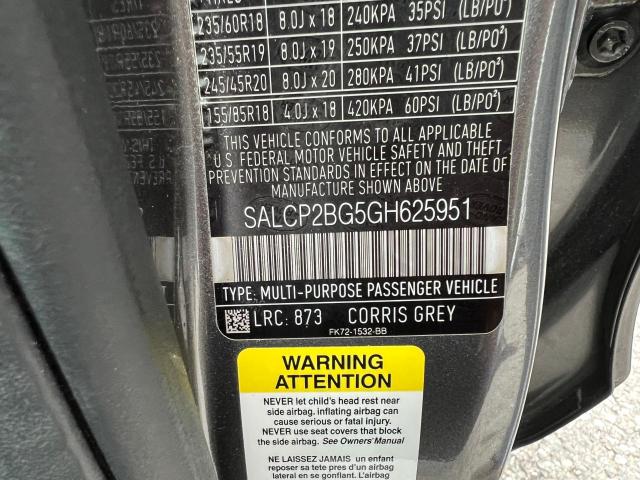 TIRES
235/60R18 8.0J x 18 240KPA 35PSI (LB/PO²)
235/55R19 8.0J x 19 250KPA 37PSI (LB/PO²)
245/45R20 8.0J x 20 280KPA 41PSI (LB/PO²)
155/85R18 4.0J x 18 420KPA 60PSI (LB/PO²)
THIS VEHICLE CONFORMS TO ALL APPLICABLE
U.S. FEDERAL MOTOR VEHICLE SAFETY AND THEFT
PREVENTION STANDARDS IN EFFECT ON THE DATE OF
MANUFACTURE SHOWN ABOVE
SALCP2BG5GH625951
TYPE: MULTI-PURPOSE PASSENGER VEHICLE
LRC: 873 CORRIS GREY
FK72-1532-BB
WARNING
ATTENTION
NEVER let child's head rest near
side airbag. inflating airbag can
cause serious or fatal injury.
NEVER use seat covers that block
the side airbag. See Owners' Manual
NE LAISSEZ JAMAIS un enfant
reposer sa tete pres d'un airbag
lateral en se gonflant, l'airbag